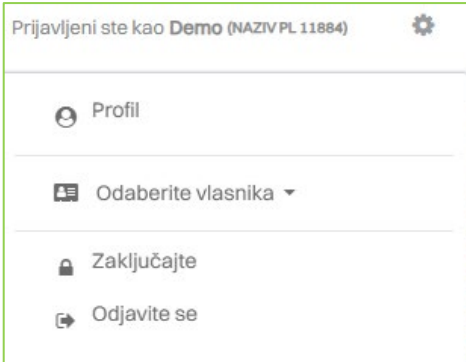 Prijavljeni ste kao Demo (NAZIV PL 11884)
Profil
Odaberite vlasnika
Zaključajte
Odjavite se